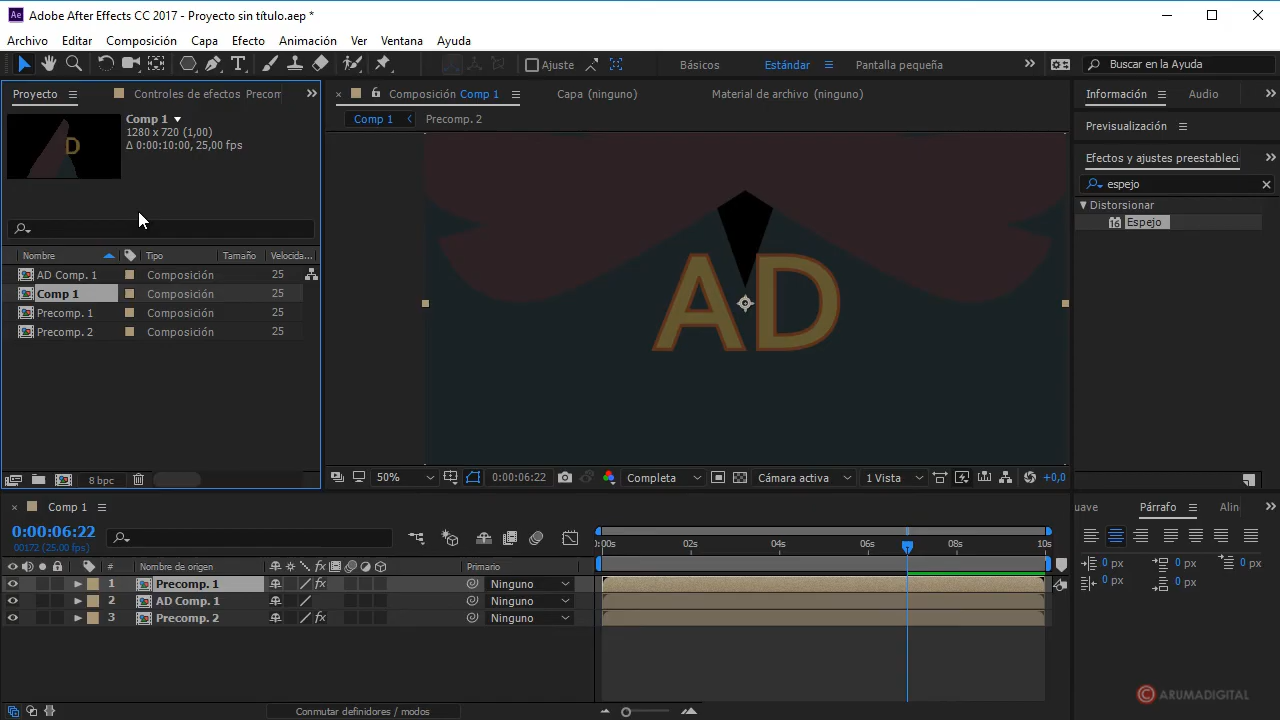 Ae Adobe After Effects CC 2017 - Proyecto sin título.aep *
Archivo Editar Composición Capa Efecto Animación Ver Ventana Ayuda
Ajuste Básicos Estándar Pantalla pequeña Buscar en la Ayuda
Proyecto Controles de efectos Precom
Composición Comp 1 Capa (ninguno) Material de archivo (ninguno)
Información Audio
Comp 1
1280 x 720 (1,00)
Δ 0:00:10:00, 25,00 fps
Comp 1 Precomp. 2
Previsualización
Efectos y ajustes preestableci
espejo
Distorsionar
16 Espejo
D
AD
Nombre Tipo Tamaño Velocida...
AD Comp. 1 Composición 25
Comp 1 Composición 25
Precomp. 1 Composición 25
Precomp. 2 Composición 25
8 bpc
50% 0:00:06:22 Completa Cámara activa 1 Vista +0,0
Comp 1
uave Párrafo Alin
0:00:06:22
00172 (25.00 fps)
:00s 02s 04s 06s 08s 10s
# Nombre de origen fx Primario
1 Precomp. 1 fx Ninguno
2 AD Comp. 1 Ninguno
3 Precomp. 2 fx Ninguno
0 px 0 px 0 px
0 px 0 px
Conmutar definidores / modos
C ARUMADIGITAL